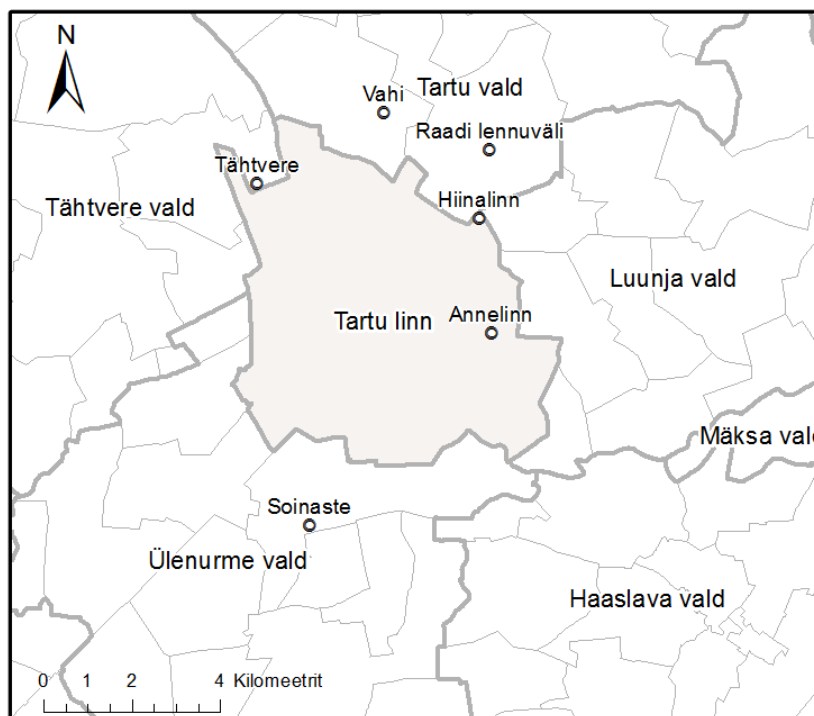 N
Vahi
Tartu vald
Raadi lennuväli
Tähtvere
Tähtvere vald
Hiinalinn
Luunja vald
Tartu linn
Annelinn
Mäksa vald
Soinaste
Ülenurme vald
Haaslava vald
0 1 2 4 Kilomeetrit